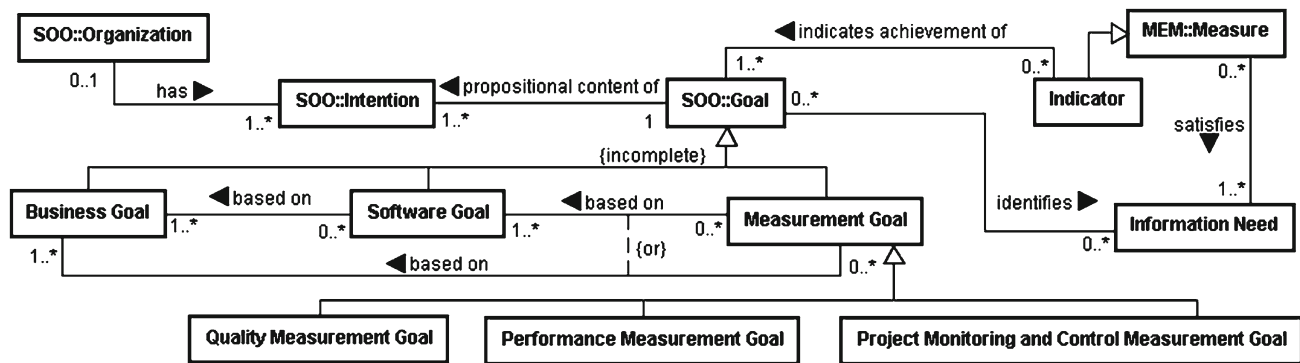 SOO::Organization
indicates achievement of
MEM::Measure
0..1
1..*
0..*
0..*
has
SOO::Intention
propositional content of
SOO::Goal
0..*
Indicator
1..*
1..*
1
satisfies
{incomplete}
1..*
Business Goal
based on
Software Goal
based on
Measurement Goal
identifies
Information Need
1..*
0..*
1..*
0..*
0..*
1..*
based on
{or}
0..*
Quality Measurement Goal
Performance Measurement Goal
Project Monitoring and Control Measurement Goal